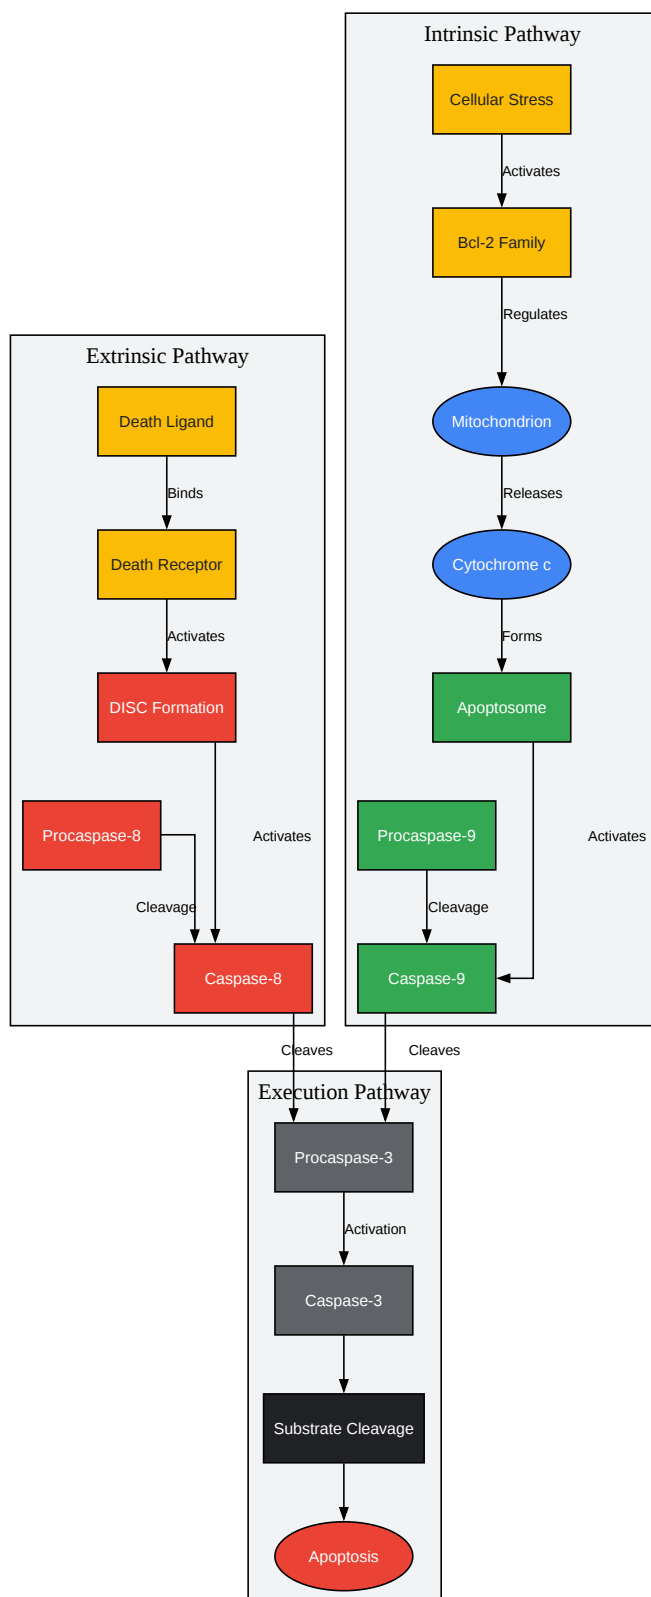 Intrinsic Pathway
Cellular Stress
Activates
Bcl-2 Family
Regulates
Mitochondrion
Releases
Cytochrome c
Forms
Apoptosome
Procaspase-9
Activates
Cleavage
Caspase-9
Cleaves
Extrinsic Pathway
Death Ligand
Binds
Death Receptor
Activates
DISC Formation
Procaspase-8
Activates
Cleavage
Caspase-8
Cleaves
Execution Pathway
Procaspase-3
Activation
Caspase-3
Substrate Cleavage
Apoptosis